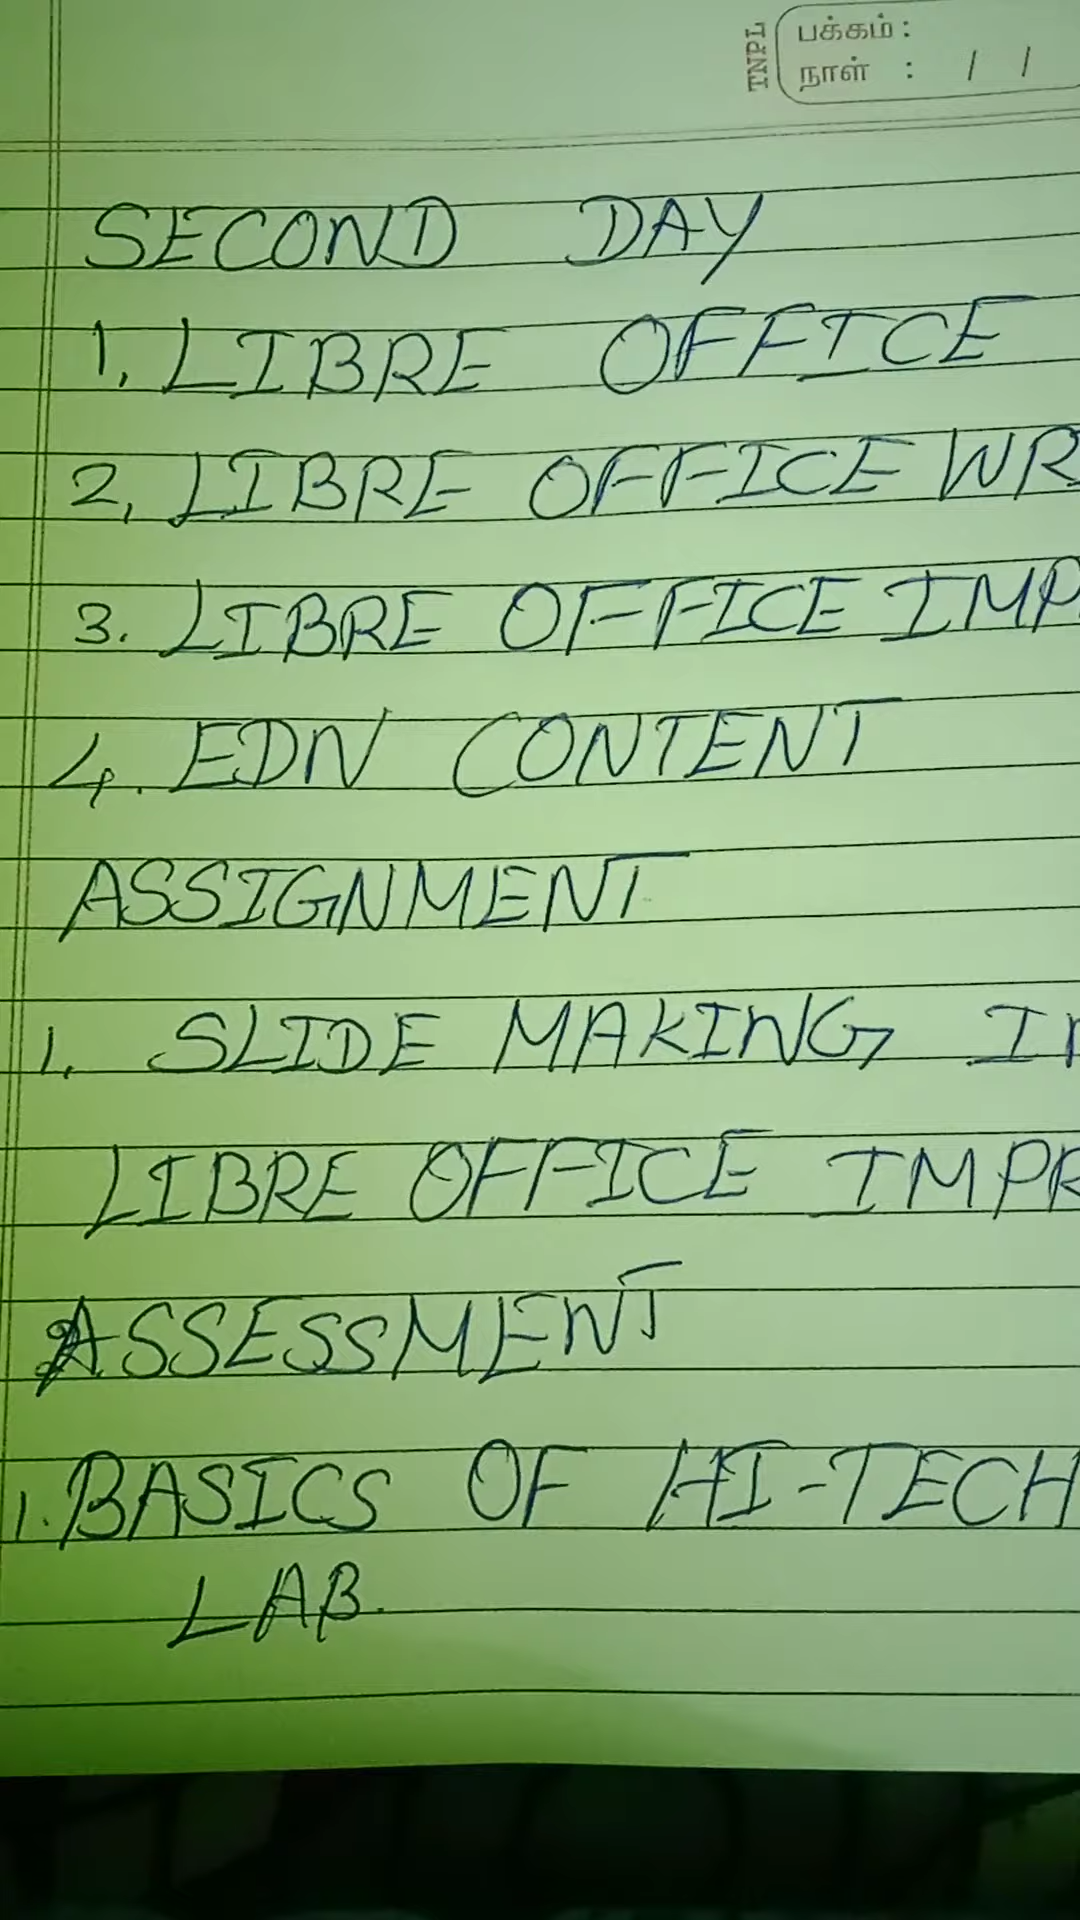 TNPL
பக்கம் :
நாள் : / /
SECOND DAY
1. LIBRE OFFICE
2. LIBRE OFFICE WR
3. LIBRE OFFICE IMP
4. EDN CONTENT
ASSIGNMENT
1. SLIDE MAKING
LIBRE OFFICE IMPR
ASSESSMENT
1. BASICS OF HI-TECH
LAB.